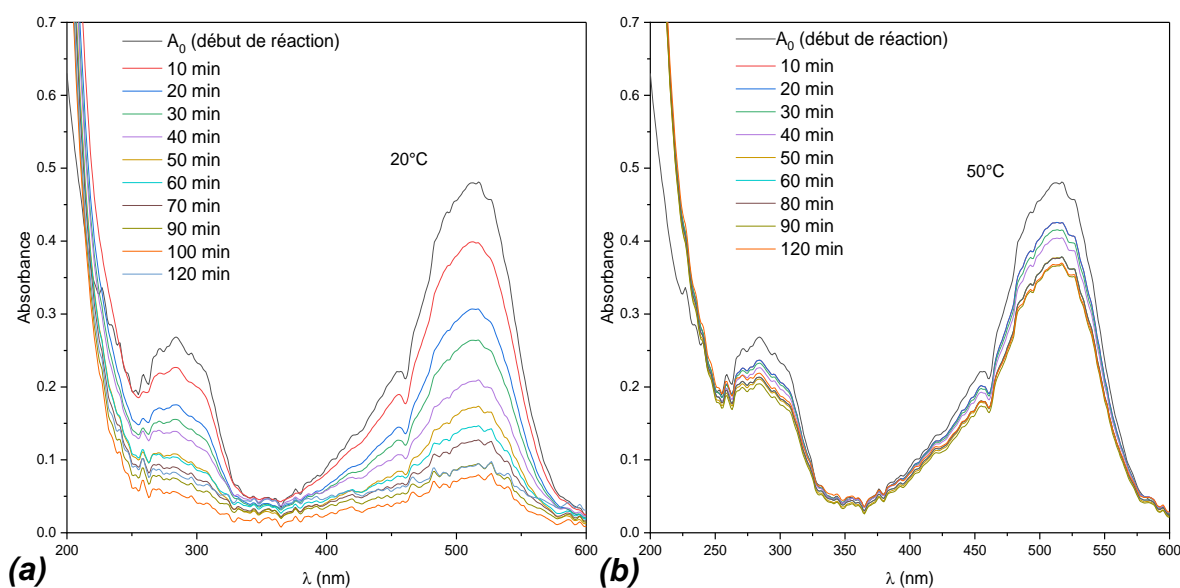 0.7
0.6
0.5
0.4
0.3
0.2
0.1
0.0
Absorbance
A0 (début de réaction)
10 min
20 min
30 min
40 min
50 min
60 min
70 min
90 min
100 min
120 min
20°C
200 250 300 350 400 450 500 550 600
λ (nm)
(a)
0.7
0.6
0.5
0.4
0.3
0.2
0.1
0.0
Absorbance
A0 (début de réaction)
10 min
20 min
30 min
40 min
50 min
60 min
80 min
90 min
120 min
50°C
200 250 300 350 400 450 500 550 600
λ (nm)
(b)